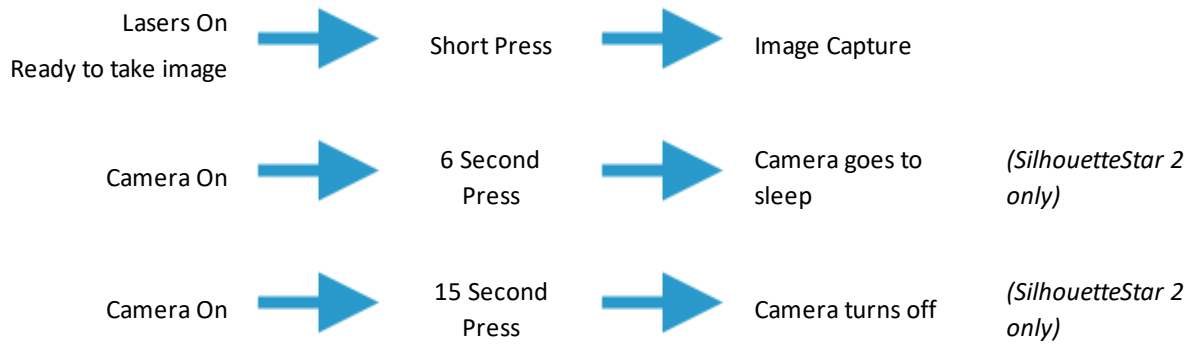 Lasers On
Ready to take image
Short Press
Image Capture
Camera On
6 Second
Press
Camera goes to
sleep
(SilhouetteStar 2
only)
Camera On
15 Second
Press
Camera turns off
(SilhouetteStar 2
only)